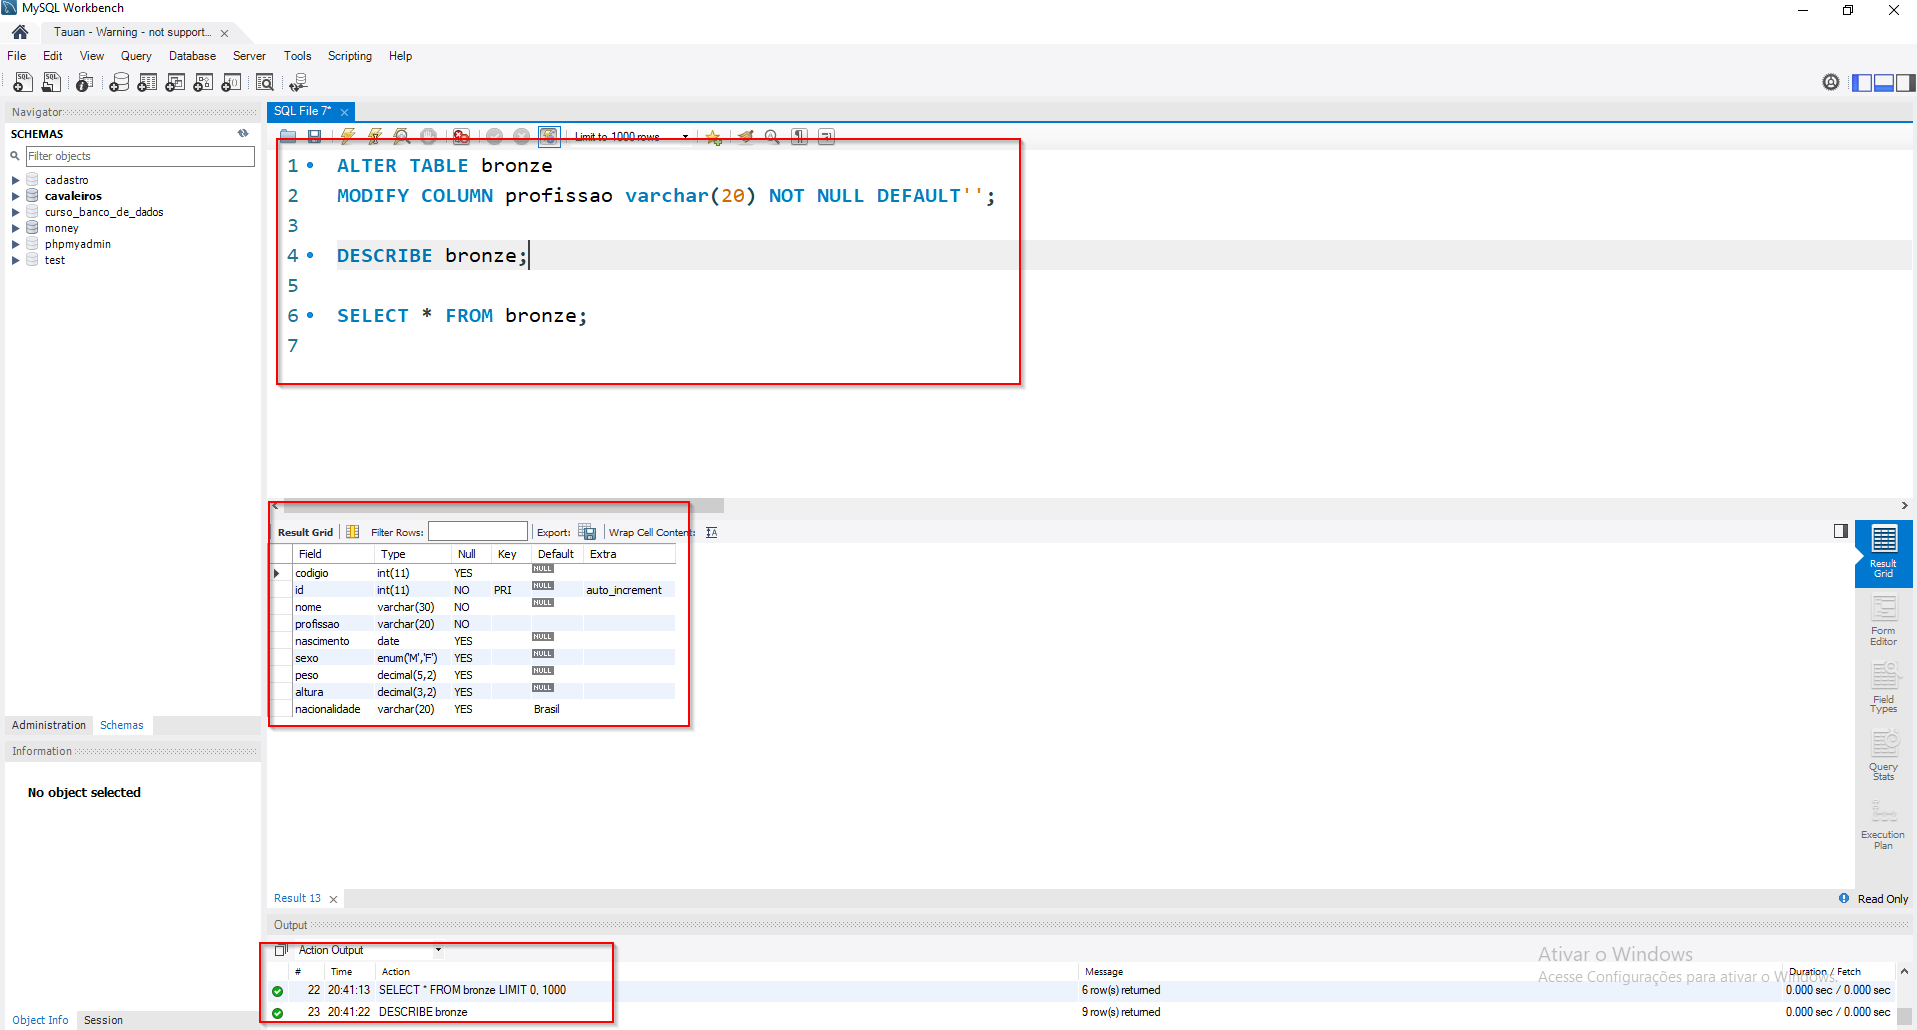 MySQL Workbench
Tauan - Warning - not support...
File Edit View Query Database Server Tools Scripting Help
Navigator
SCHEMAS
Filter objects
cadastro
cavaleiros
curso_banco_de_dados
money
phpmyadmin
test
Administration Schemas
Information
No object selected
Object Info Session
SQL File 7*
Limit to 1000 rows
1 ALTER TABLE bronze
2 MODIFY COLUMN profissao varchar(20) NOT NULL DEFAULT'';
3
4 DESCRIBE bronze;
5
6 SELECT * FROM bronze;
7
Result Grid Filter Rows: Export: Wrap Cell Content:
Field Type Null Key Default Extra
codigio int(11) YES NULL
id int(11) NO PRI NULL auto_increment
nome varchar(30) NO NULL
profissao varchar(20) NO
nascimento date YES NULL
sexo enum('M','F') YES NULL
peso decimal(5,2) YES NULL
altura decimal(3,2) YES NULL
nacionalidade varchar(20) YES Brasil
Result Grid
Form Editor
Field Types
Query Stats
Execution Plan
Result 13
Read Only
Output
Action Output
# Time Action Message Duration / Fetch
22 20:41:13 SELECT * FROM bronze LIMIT 0, 1000 6 row(s) returned 0.000 sec / 0.000 sec
23 20:41:22 DESCRIBE bronze 9 row(s) returned 0.000 sec / 0.000 sec
Ativar o Windows
Acesse Configurações para ativar o Windows.